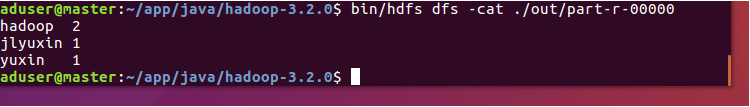 aduser@master:~/app/java/hadoop-3.2.0$ bin/hdfs dfs -cat ./out/part-r-00000
hadoop  2
jlyuxin 1
yuxin   1
aduser@master:~/app/java/hadoop-3.2.0$